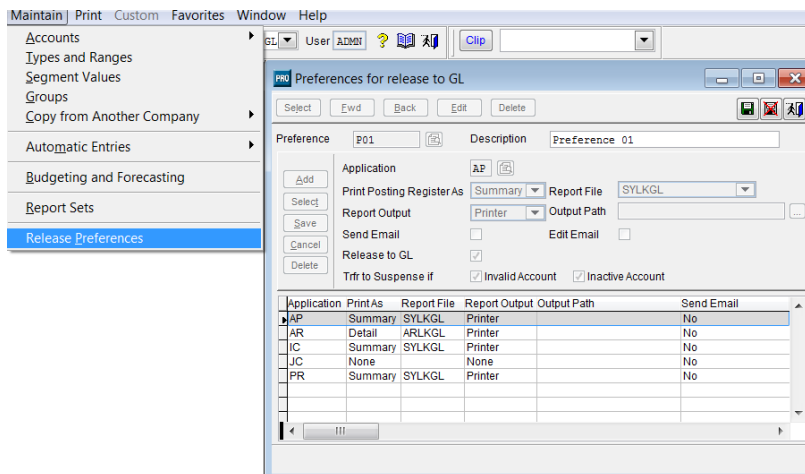 Maintain Print Custom Favorites Window Help
Accounts
Types and Ranges
Segment Values
Groups
Copy from Another Company
Automatic Entries
Budgeting and Forecasting
Report Sets
Release Preferences
GL User ADMN ? Clip
PRO Preferences for release to GL
Select Fwd Back Edit Delete
Preference P01 Description Preference 01
Add
Select
Save
Cancel
Delete
Application AP
Print Posting Register As Summary Report File SYLKGL
Report Output Printer Output Path ...
Send Email Edit Email
Release to GL
Trfr to Suspense if Invalid Account Inactive Account
Application Print As Report File Report Output Output Path Send Email
AP Summary SYLKGL Printer No
AR Detail ARLKGL Printer No
IC Summary SYLKGL Printer No
JC None None No
PR Summary SYLKGL Printer No